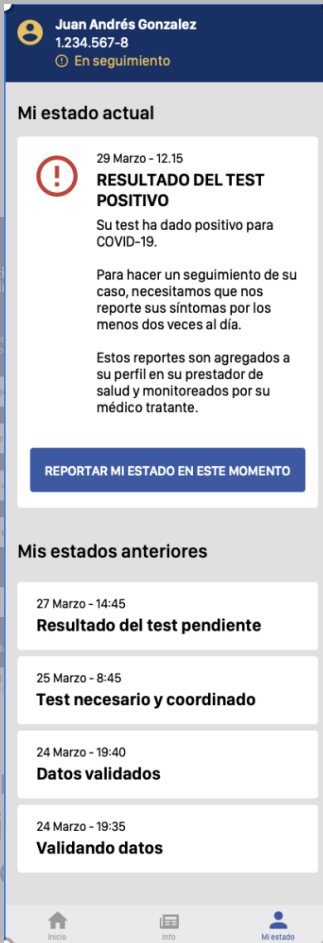 Juan Andrés Gonzalez
1.234.567-8
En seguimiento
Mi estado actual
29 Marzo - 12.15
RESULTADO DEL TEST
POSITIVO
Su test ha dado positivo para
COVID-19.
Para hacer un seguimiento de su
caso, necesitamos que nos
reporte sus síntomas por los
menos dos veces al día.
Estos reportes son agregados a
su perfil en su prestador de
salud y monitoreados por su
médico tratante.
REPORTAR MI ESTADO EN ESTE MOMENTO
Mis estados anteriores
27 Marzo - 14:45
Resultado del test pendiente
25 Marzo - 8:45
Test necesario y coordinado
24 Marzo - 19:40
Datos validados
24 Marzo - 19:35
Validando datos
Inicio
Info
Mi estado